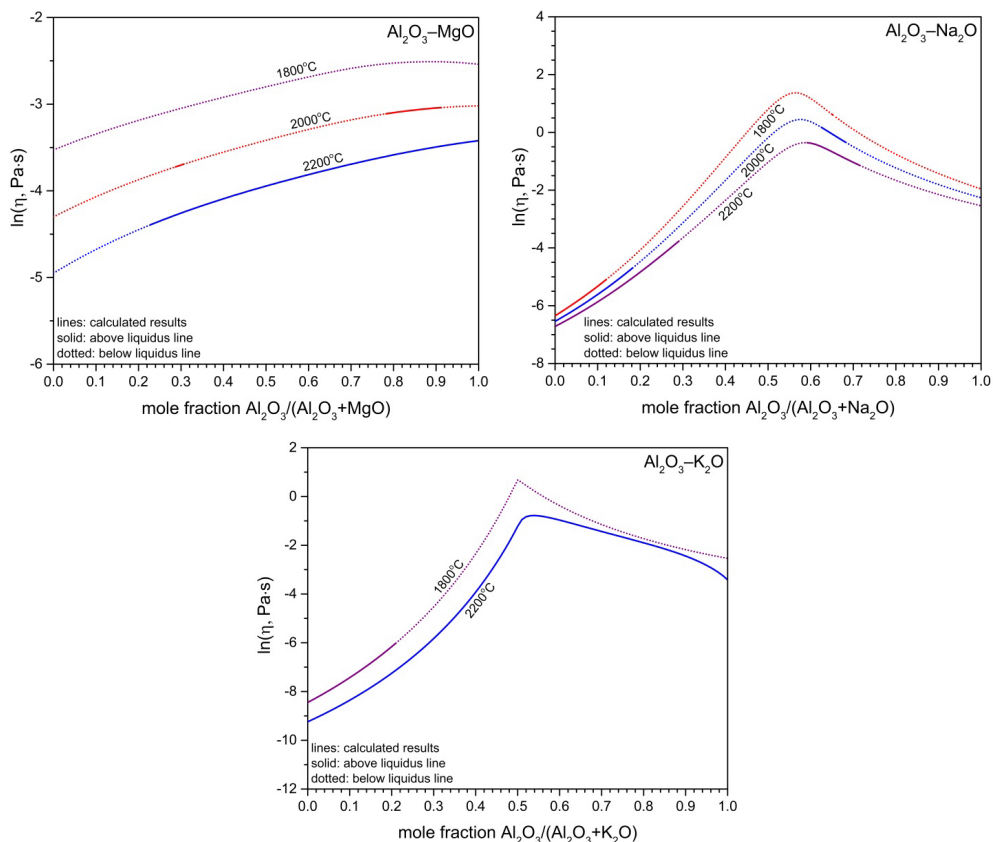 Al₂O₃–MgO
-2
-3
-4
-5
-6
ln(η, Pa·s)
1800°C
2000°C
2200°C
lines: calculated results
solid: above liquidus line
dotted: below liquidus line
0.0 0.1 0.2 0.3 0.4 0.5 0.6 0.7 0.8 0.9 1.0
mole fraction Al₂O₃/(Al₂O₃+MgO)
Al₂O₃–Na₂O
4
2
0
-2
-4
-6
-8
ln(η, Pa·s)
1800°C
2000°C
2200°C
lines: calculated results
solid: above liquidus line
dotted: below liquidus line
0.0 0.1 0.2 0.3 0.4 0.5 0.6 0.7 0.8 0.9 1.0
mole fraction Al₂O₃/(Al₂O₃+Na₂O)
Al₂O₃–K₂O
2
0
-2
-4
-6
-8
-10
-12
ln(η, Pa·s)
1800°C
2200°C
lines: calculated results
solid: above liquidus line
dotted: below liquidus line
0.0 0.1 0.2 0.3 0.4 0.5 0.6 0.7 0.8 0.9 1.0
mole fraction Al₂O₃/(Al₂O₃+K₂O)